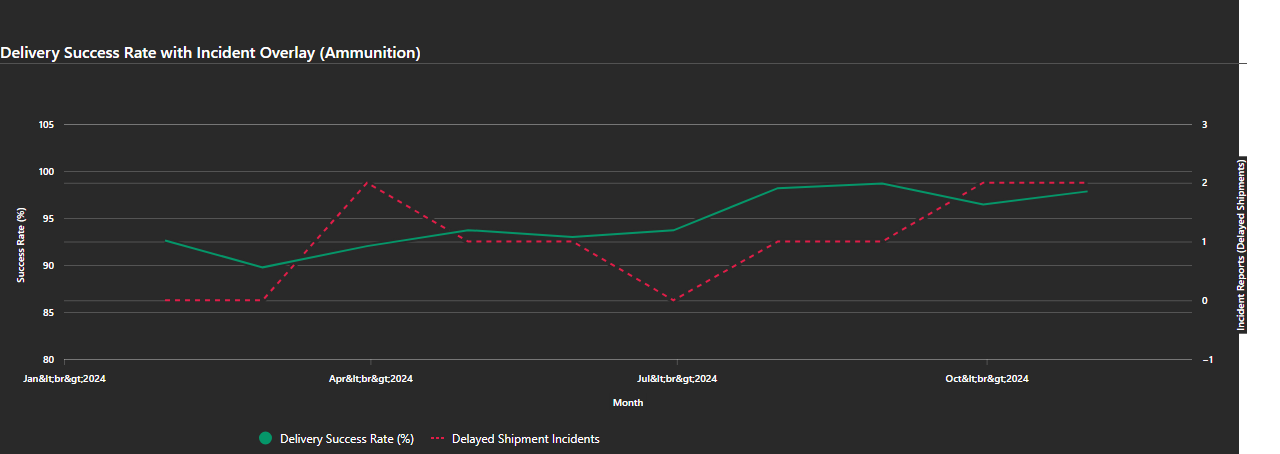 Delivery Success Rate with Incident Overlay (Ammunition)
105
100
95
90
85
80
Success Rate (%)
3
2
1
0
−1
Incident Reports (Delayed Shipments)
Jan&lt;br&gt;2024
Apr&lt;br&gt;2024
Jul&lt;br&gt;2024
Oct&lt;br&gt;2024
Month
Delivery Success Rate (%)
Delayed Shipment Incidents